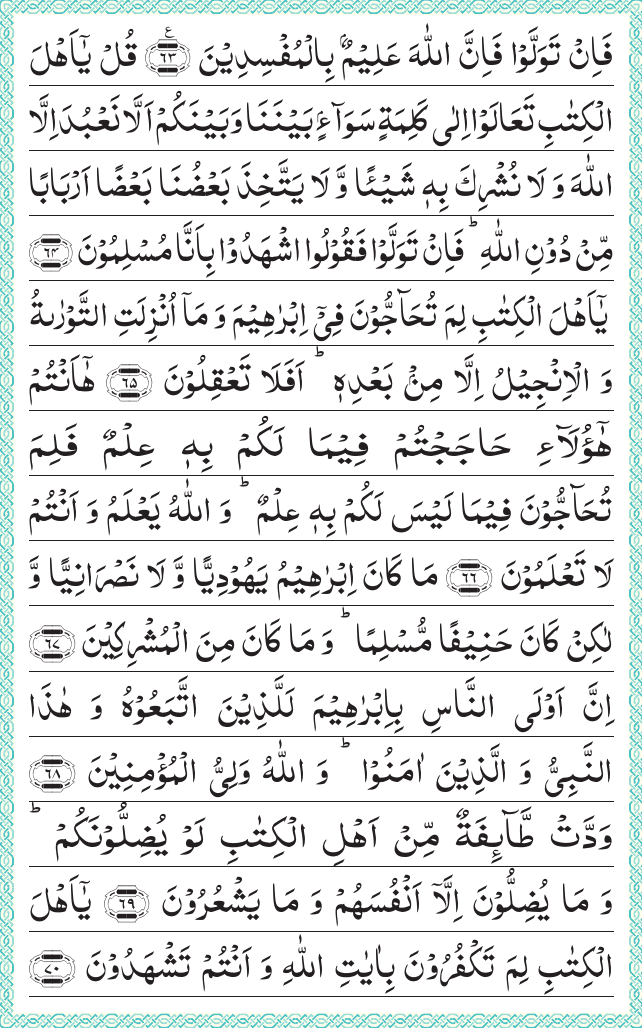 فَاِنْ تَوَلَّوْا فَاِنَّ اللّٰهَ عَلِيْمٌۢ بِالْمُفْسِدِيْنَ ﴿٦٣﴾ ع قُلْ يٰۤاَهْلَ
الْكِتٰبِ تَعَالَوْا اِلٰى كَلِمَةٍ سَوَآءٍۭ بَيْنَنَا وَبَيْنَكُمْ اَلَّا نَعْبُدَ اِلَّا
اللّٰهَ وَ لَا نُشْرِكَ بِهٖ شَيْـًٔا وَّ لَا يَتَّخِذَ بَعْضُنَا بَعْضًا اَرْبَابًا
مِّنْ دُوْنِ اللّٰهِ ؕ فَاِنْ تَوَلَّوْا فَقُوْلُوا اشْهَدُوْا بِاَنَّا مُسْلِمُوْنَ ﴿٦٤﴾
يٰۤاَهْلَ الْكِتٰبِ لِمَ تُحَآجُّوْنَ فِيْۤ اِبْرٰهِيْمَ وَ مَاۤ اُنْزِلَتِ التَّوْرٰىةُ
وَ الْاِنْجِيْلُ اِلَّا مِنْۢ بَعْدِهٖ ؕ اَفَلَا تَعْقِلُوْنَ ﴿٦٥﴾ هٰۤاَنْتُمْ
هٰۤؤُلَآءِ حَاجَجْتُمْ فِيْمَا لَكُمْ بِهٖ عِلْمٌ فَلِمَ
تُحَآجُّوْنَ فِيْمَا لَيْسَ لَكُمْ بِهٖ عِلْمٌ ؕ وَ اللّٰهُ يَعْلَمُ وَ اَنْتُمْ
لَا تَعْلَمُوْنَ ﴿٦٦﴾ مَا كَانَ اِبْرٰهِيْمُ يَهُوْدِيًّا وَّ لَا نَصْرَانِيًّا وَّ
لٰكِنْ كَانَ حَنِيْفًا مُّسْلِمًا ؕ وَ مَا كَانَ مِنَ الْمُشْرِكِيْنَ ﴿٦٧﴾
اِنَّ اَوْلَى النَّاسِ بِاِبْرٰهِيْمَ لَلَّذِيْنَ اتَّبَعُوْهُ وَ هٰذَا
النَّبِيُّ وَ الَّذِيْنَ اٰمَنُوْا ؕ وَ اللّٰهُ وَلِيُّ الْمُؤْمِنِيْنَ ﴿٦٨﴾
وَدَّتْ طَّآئِفَةٌ مِّنْ اَهْلِ الْكِتٰبِ لَوْ يُضِلُّوْنَكُمْ ؕ
وَ مَا يُضِلُّوْنَ اِلَّاۤ اَنْفُسَهُمْ وَ مَا يَشْعُرُوْنَ ﴿٦٩﴾ يٰۤاَهْلَ
الْكِتٰبِ لِمَ تَكْفُرُوْنَ بِاٰيٰتِ اللّٰهِ وَ اَنْتُمْ تَشْهَدُوْنَ ﴿٧٠﴾